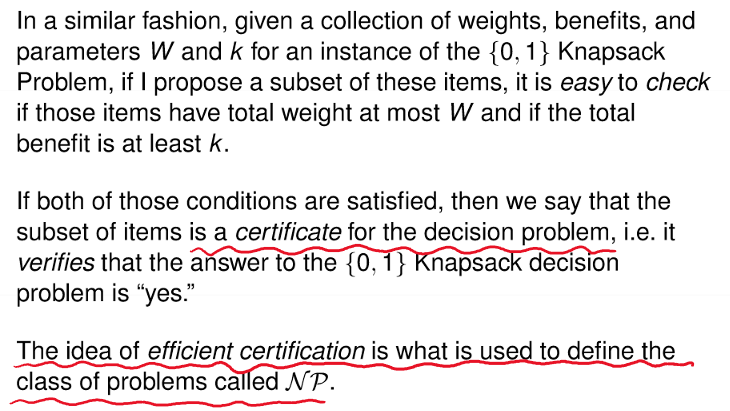 In a similar fashion, given a collection of weights, benefits, and
parameters W and k for an instance of the {0, 1} Knapsack
Problem, if I propose a subset of these items, it is easy to check
if those items have total weight at most W and if the total
benefit is at least k.
If both of those conditions are satisfied, then we say that the
subset of items is a certificate for the decision problem, i.e. it
verifies that the answer to the {0, 1} Knapsack decision
problem is “yes.”
The idea of efficient certification is what is used to define the
class of problems called 𝒩𝒫.